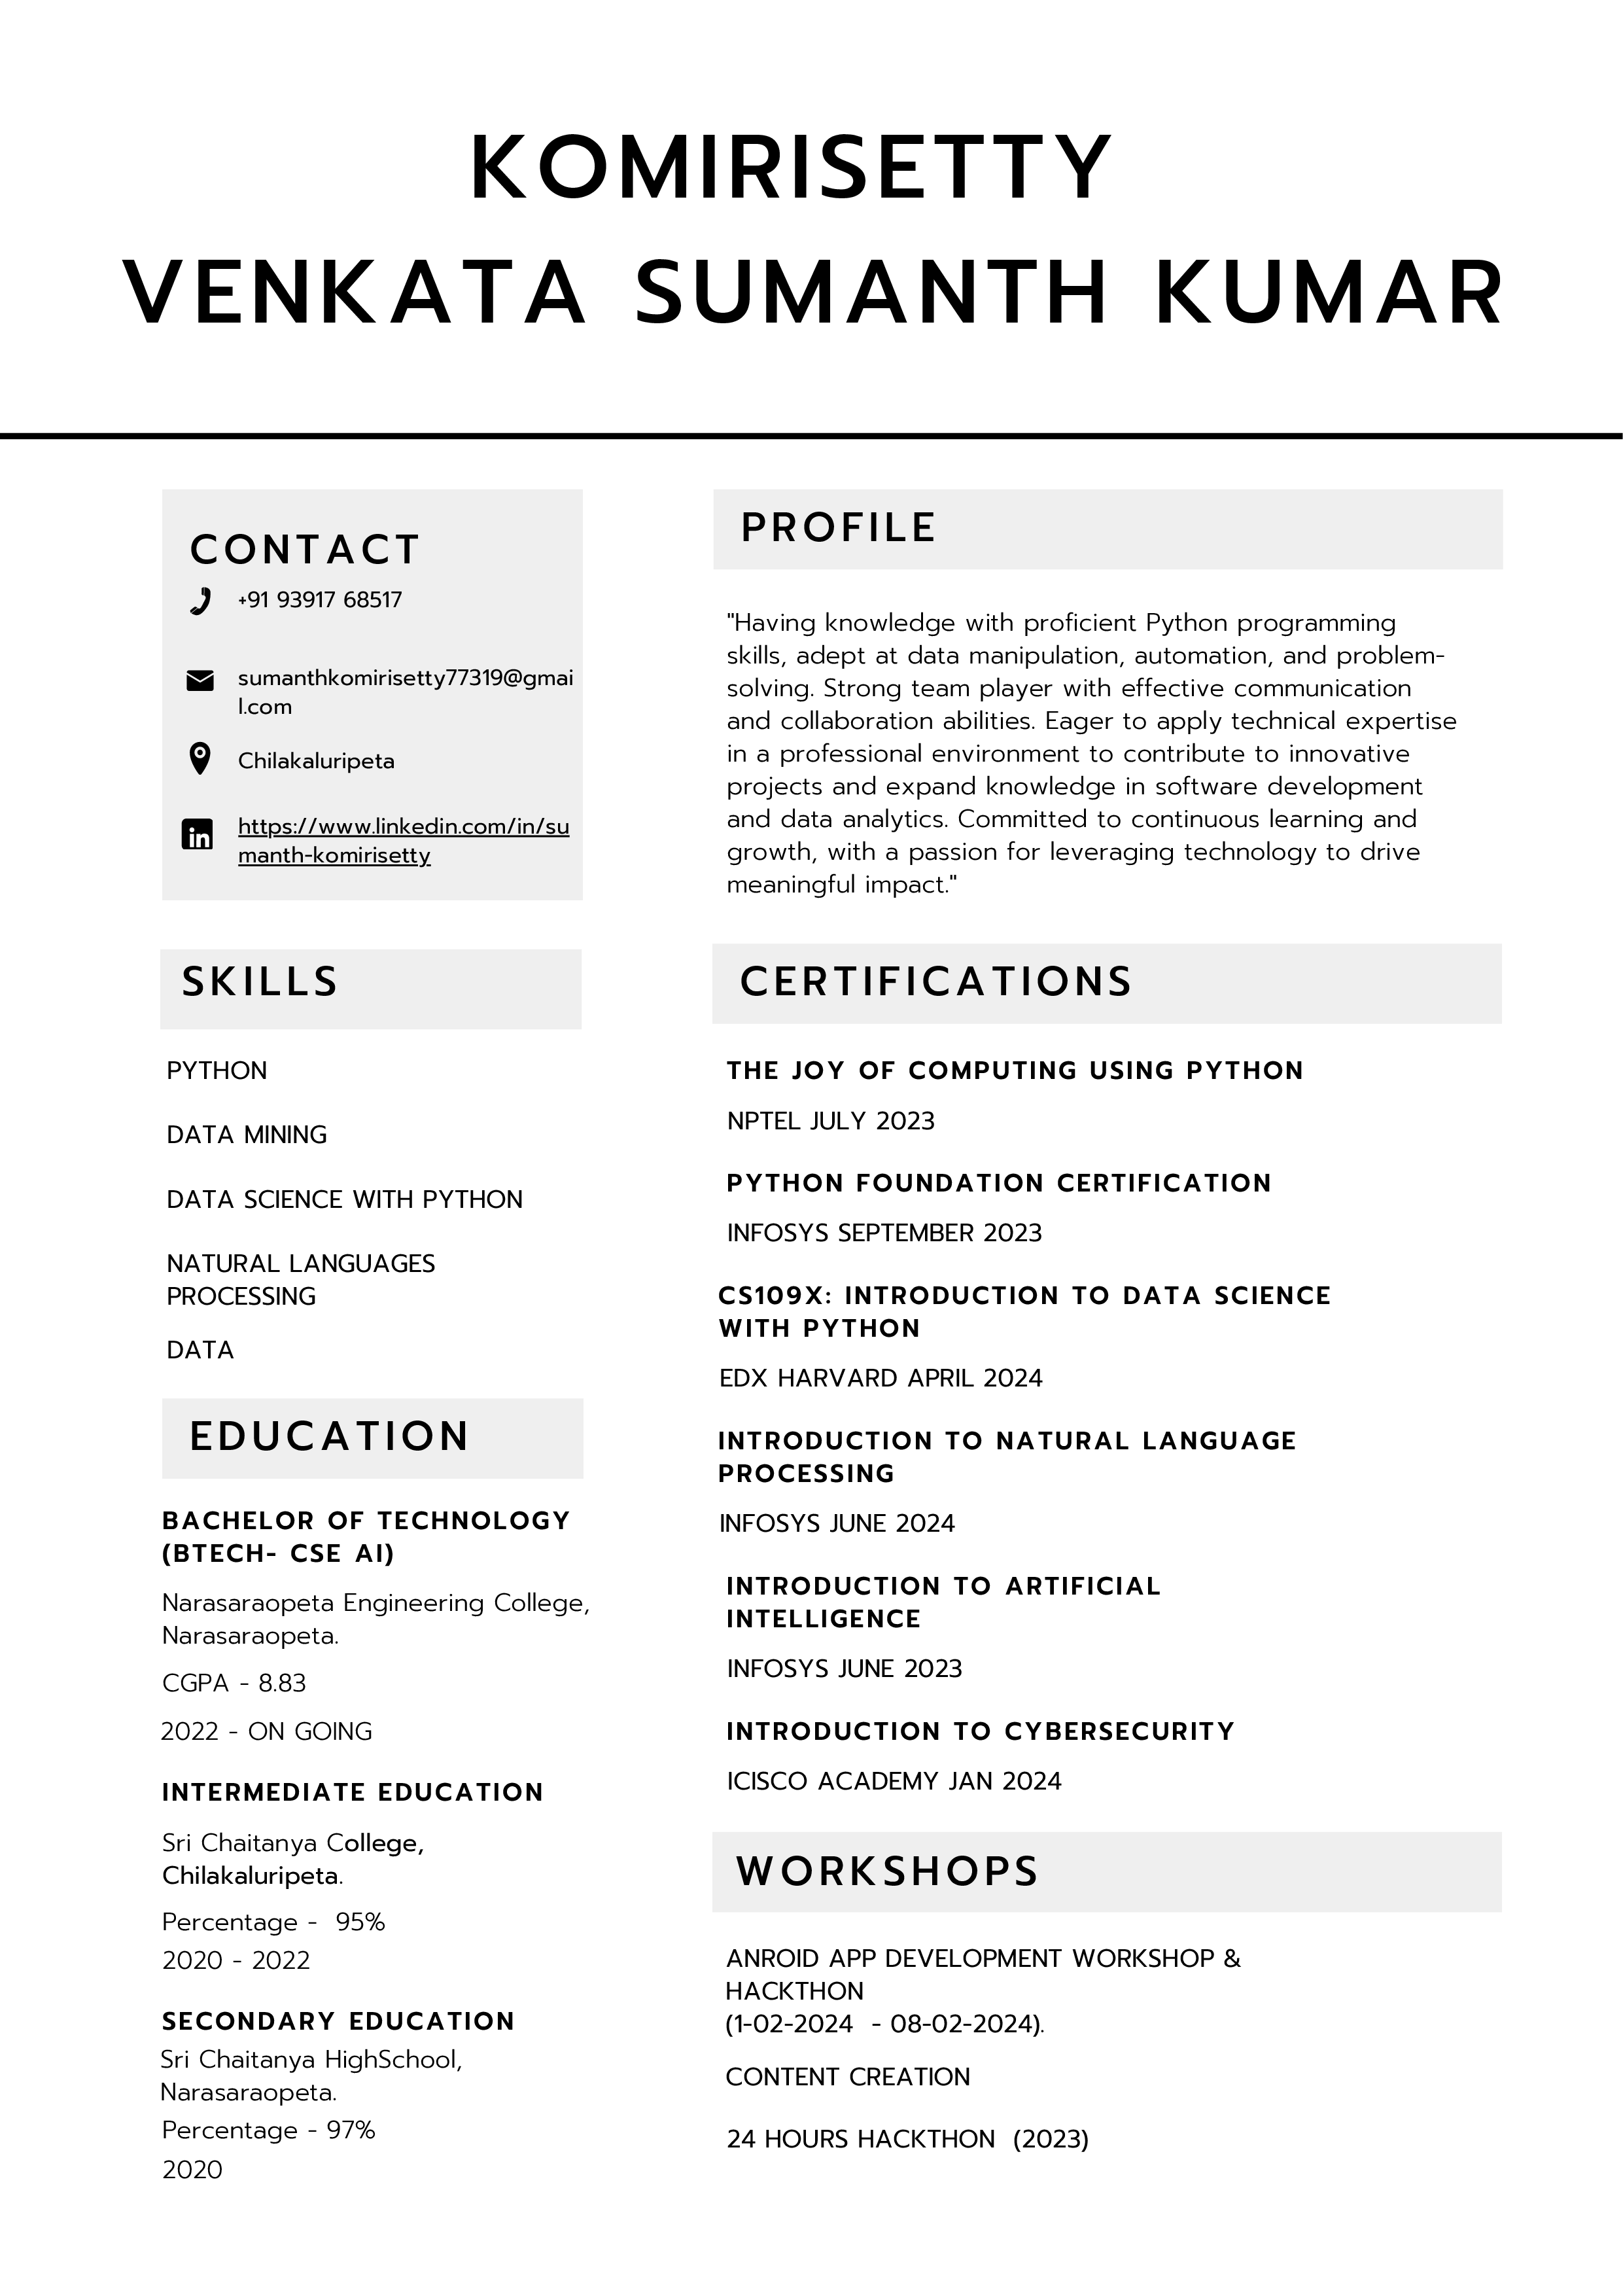 KOMIRISETTY
VENKATA SUMANTH KUMAR
CONTACT
+91 93917 68517
sumanthkomirisetty77319@gmai
l.com
Chilakaluripeta
https://www.linkedin.com/in/su
manth-komirisetty
SKILLS
PYTHON
DATA MINING
DATA SCIENCE WITH PYTHON
NATURAL LANGUAGES
PROCESSING
DATA
EDUCATION
BACHELOR OF TECHNOLOGY
(BTECH- CSE AI)
Narasaraopeta Engineering College,
Narasaraopeta.
CGPA - 8.83
2022 - ON GOING
INTERMEDIATE EDUCATION
Sri Chaitanya College,
Chilakaluripeta.
Percentage -  95%
2020 - 2022
SECONDARY EDUCATION
Sri Chaitanya HighSchool,
Narasaraopeta.
Percentage - 97%
2020
PROFILE
"Having knowledge with proficient Python programming
skills, adept at data manipulation, automation, and problem-
solving. Strong team player with effective communication
and collaboration abilities. Eager to apply technical expertise
in a professional environment to contribute to innovative
projects and expand knowledge in software development
and data analytics. Committed to continuous learning and
growth, with a passion for leveraging technology to drive
meaningful impact."
CERTIFICATIONS
THE JOY OF COMPUTING USING PYTHON
NPTEL JULY 2023
PYTHON FOUNDATION CERTIFICATION
INFOSYS SEPTEMBER 2023
CS109X: INTRODUCTION TO DATA SCIENCE
WITH PYTHON
EDX HARVARD APRIL 2024
INTRODUCTION TO NATURAL LANGUAGE
PROCESSING
INFOSYS JUNE 2024
INTRODUCTION TO ARTIFICIAL
INTELLIGENCE
INFOSYS JUNE 2023
INTRODUCTION TO CYBERSECURITY
ICISCO ACADEMY JAN 2024
WORKSHOPS
ANROID APP DEVELOPMENT WORKSHOP &
HACKTHON
(1-02-2024  - 08-02-2024).
CONTENT CREATION
24 HOURS HACKTHON  (2023)